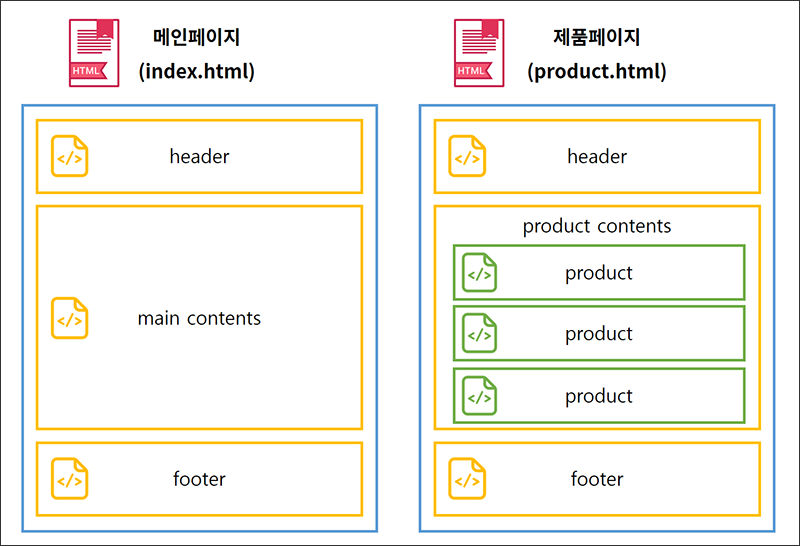 HTML
메인페이지
(index.html)
</>
header
</>
main contents
</>
footer
HTML
제품페이지
(product.html)
</>
header
product contents
</>
product
</>
product
</>
product
</>
footer